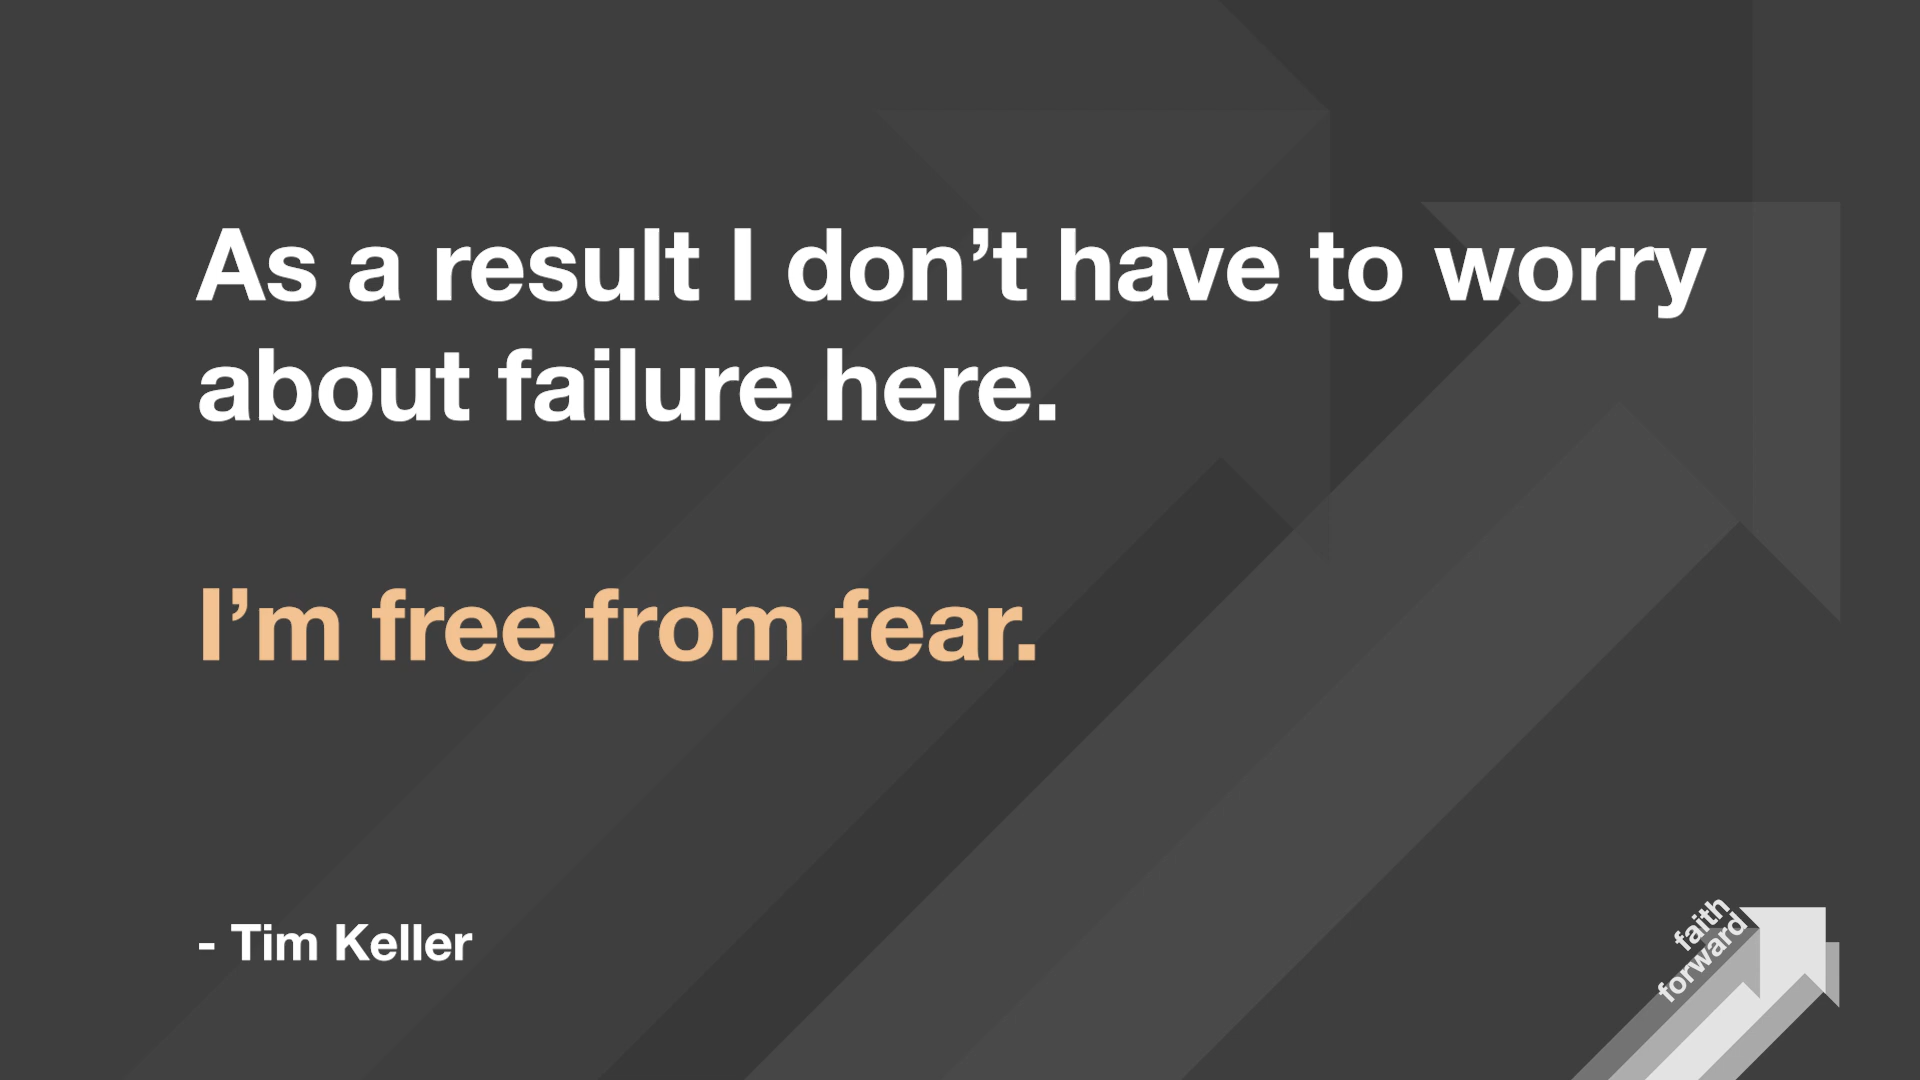 As a result I don’t have to worry
about failure here.
I’m free from fear.
- Tim Keller
faith
forward